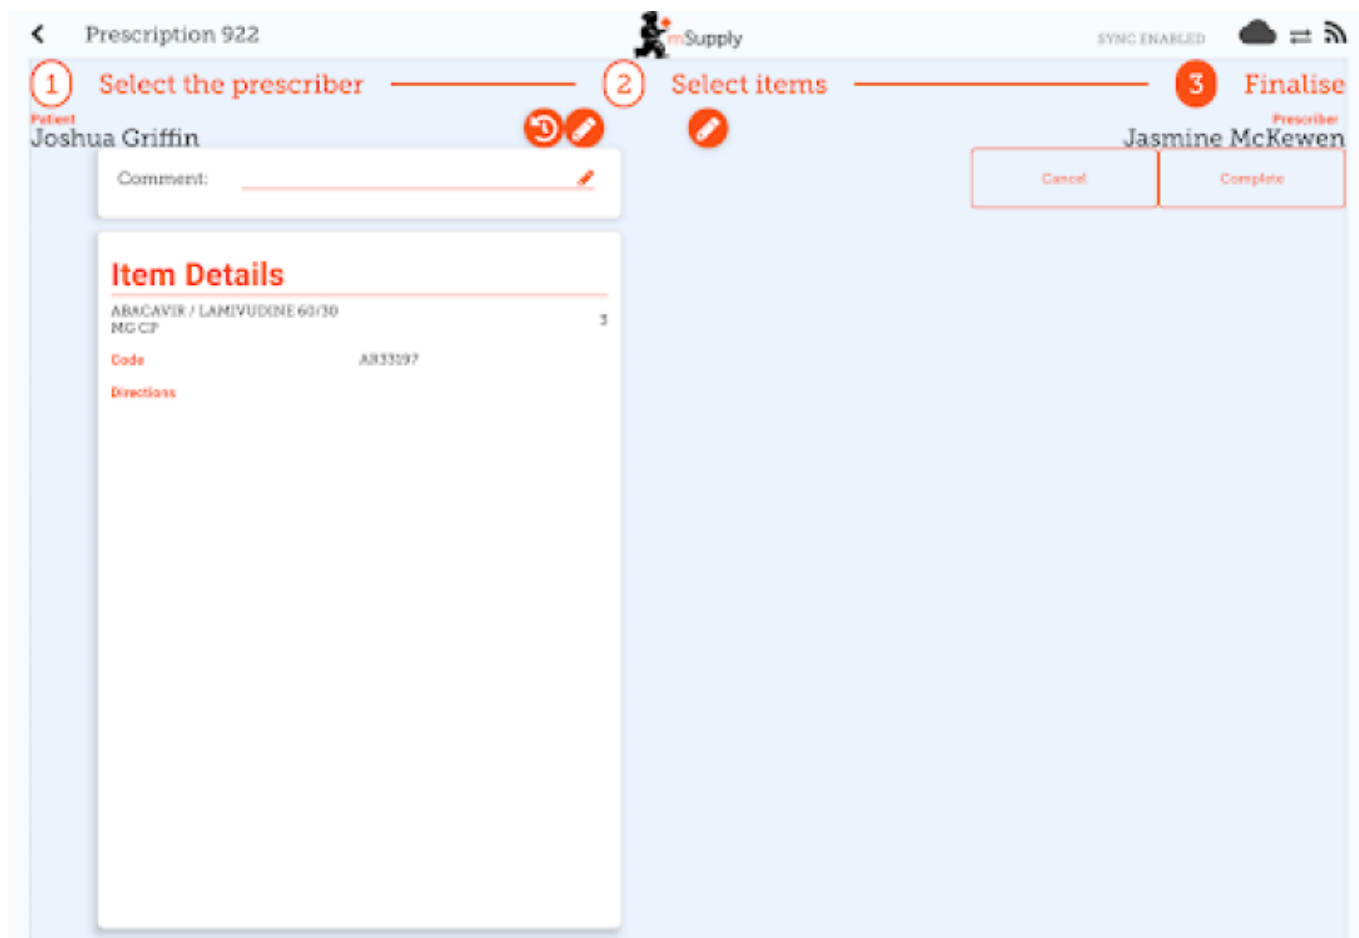 Prescription 922
mSupply
SYNC ENABLED
1 Select the prescriber
2 Select items
3 Finalise
Patient
Joshua Griffin
Prescriber
Jasmine McKewen
Comment:
Cancel
Complete
Item Details
ABACAVIR / LAMIVUDINE 60/30
MG CP
3
Code
AR33197
Directions